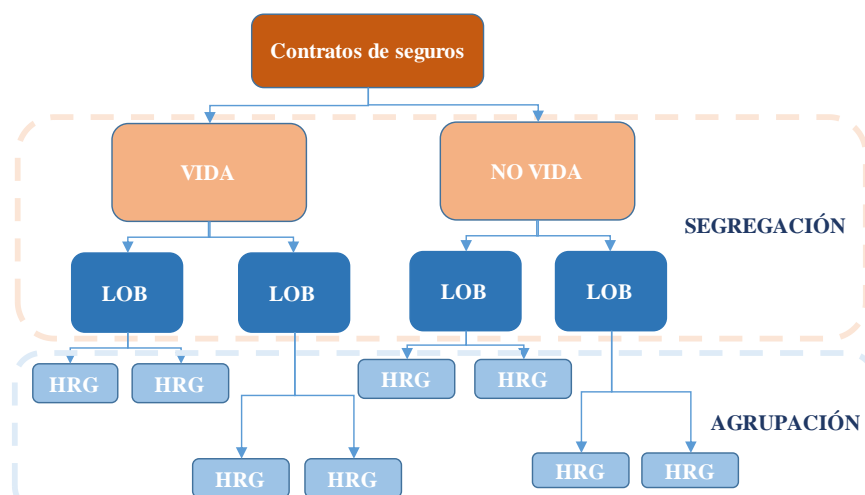 Contratos de seguros
VIDA
NO VIDA
SEGREGACIÓN
LOB
LOB
LOB
LOB
HRG
HRG
HRG
HRG
AGRUPACIÓN
HRG
HRG
HRG
HRG